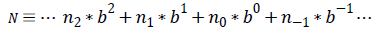 N ≡ ⋯ n₂ * b² + n₁ * b¹ + n₀ * b⁰ + n₋₁ * b⁻¹ ⋯